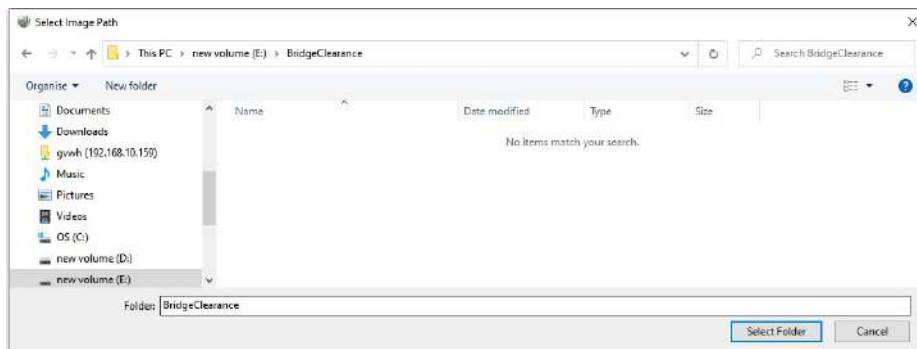 Select Image Path
This PC > new volume (E:) > BridgeClearance
Search BridgeClearance
Organise
New folder
Documents
Downloads
gvwh (192.168.10.159)
Music
Pictures
Videos
OS (C:)
new volume (D:)
new volume (E:)
Name
Date modified
Type
Size
No items match your search.
Folder: BridgeClearance
Select Folder
Cancel